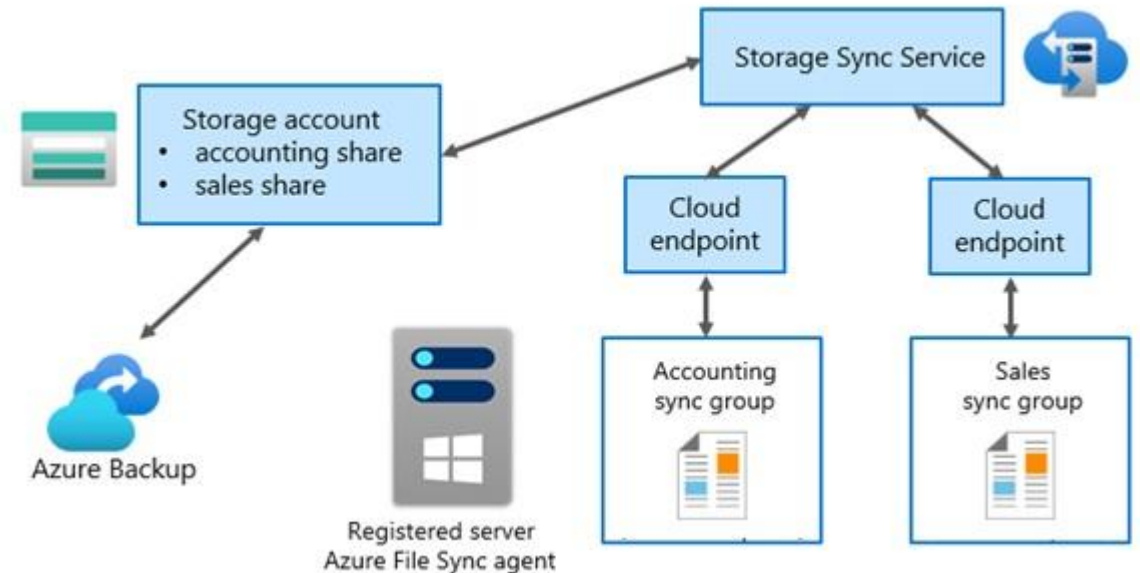 Storage Sync Service
Storage account
• accounting share
• sales share
Cloud
endpoint
Cloud
endpoint
Accounting
sync group
Sales
sync group
Azure Backup
Registered server
Azure File Sync agent